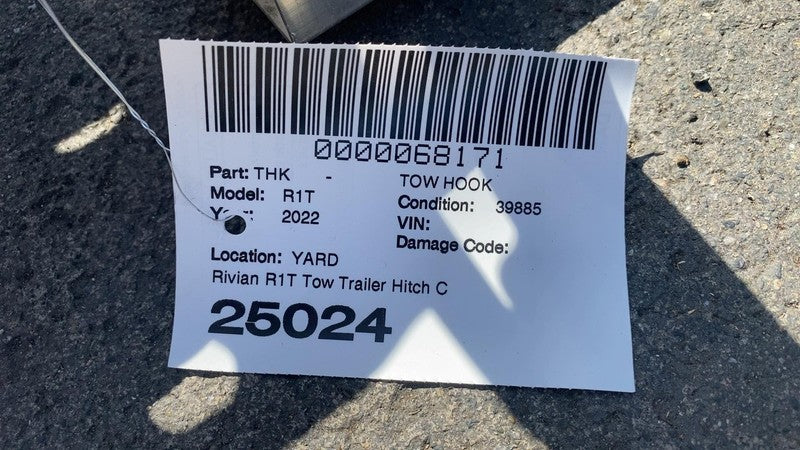 0000068171
Part: THK - TOW HOOK
Model: R1T Condition: 39885
Year: 2022 VIN:
Damage Code:
Location: YARD
Rivian R1T Tow Trailer Hitch C
25024